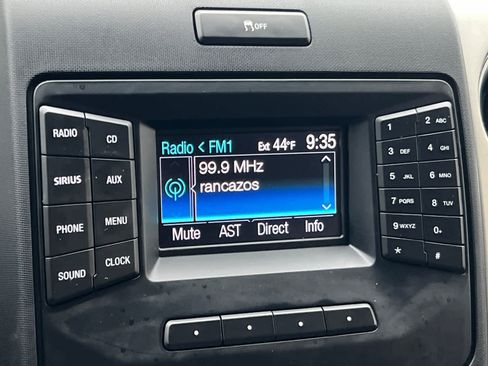 OFF
Radio < FM1 Ext 44°F 9:35
99.9 MHz
rancazos
Mute AST Direct Info
RADIO CD
SIRIUS AUX
PHONE MENU
SOUND CLOCK
1 2 ABC
3 DEF 4 GHI
5 JKL 6 MNO
7 PQRS 8 TUV
9 WXYZ 0+
* #